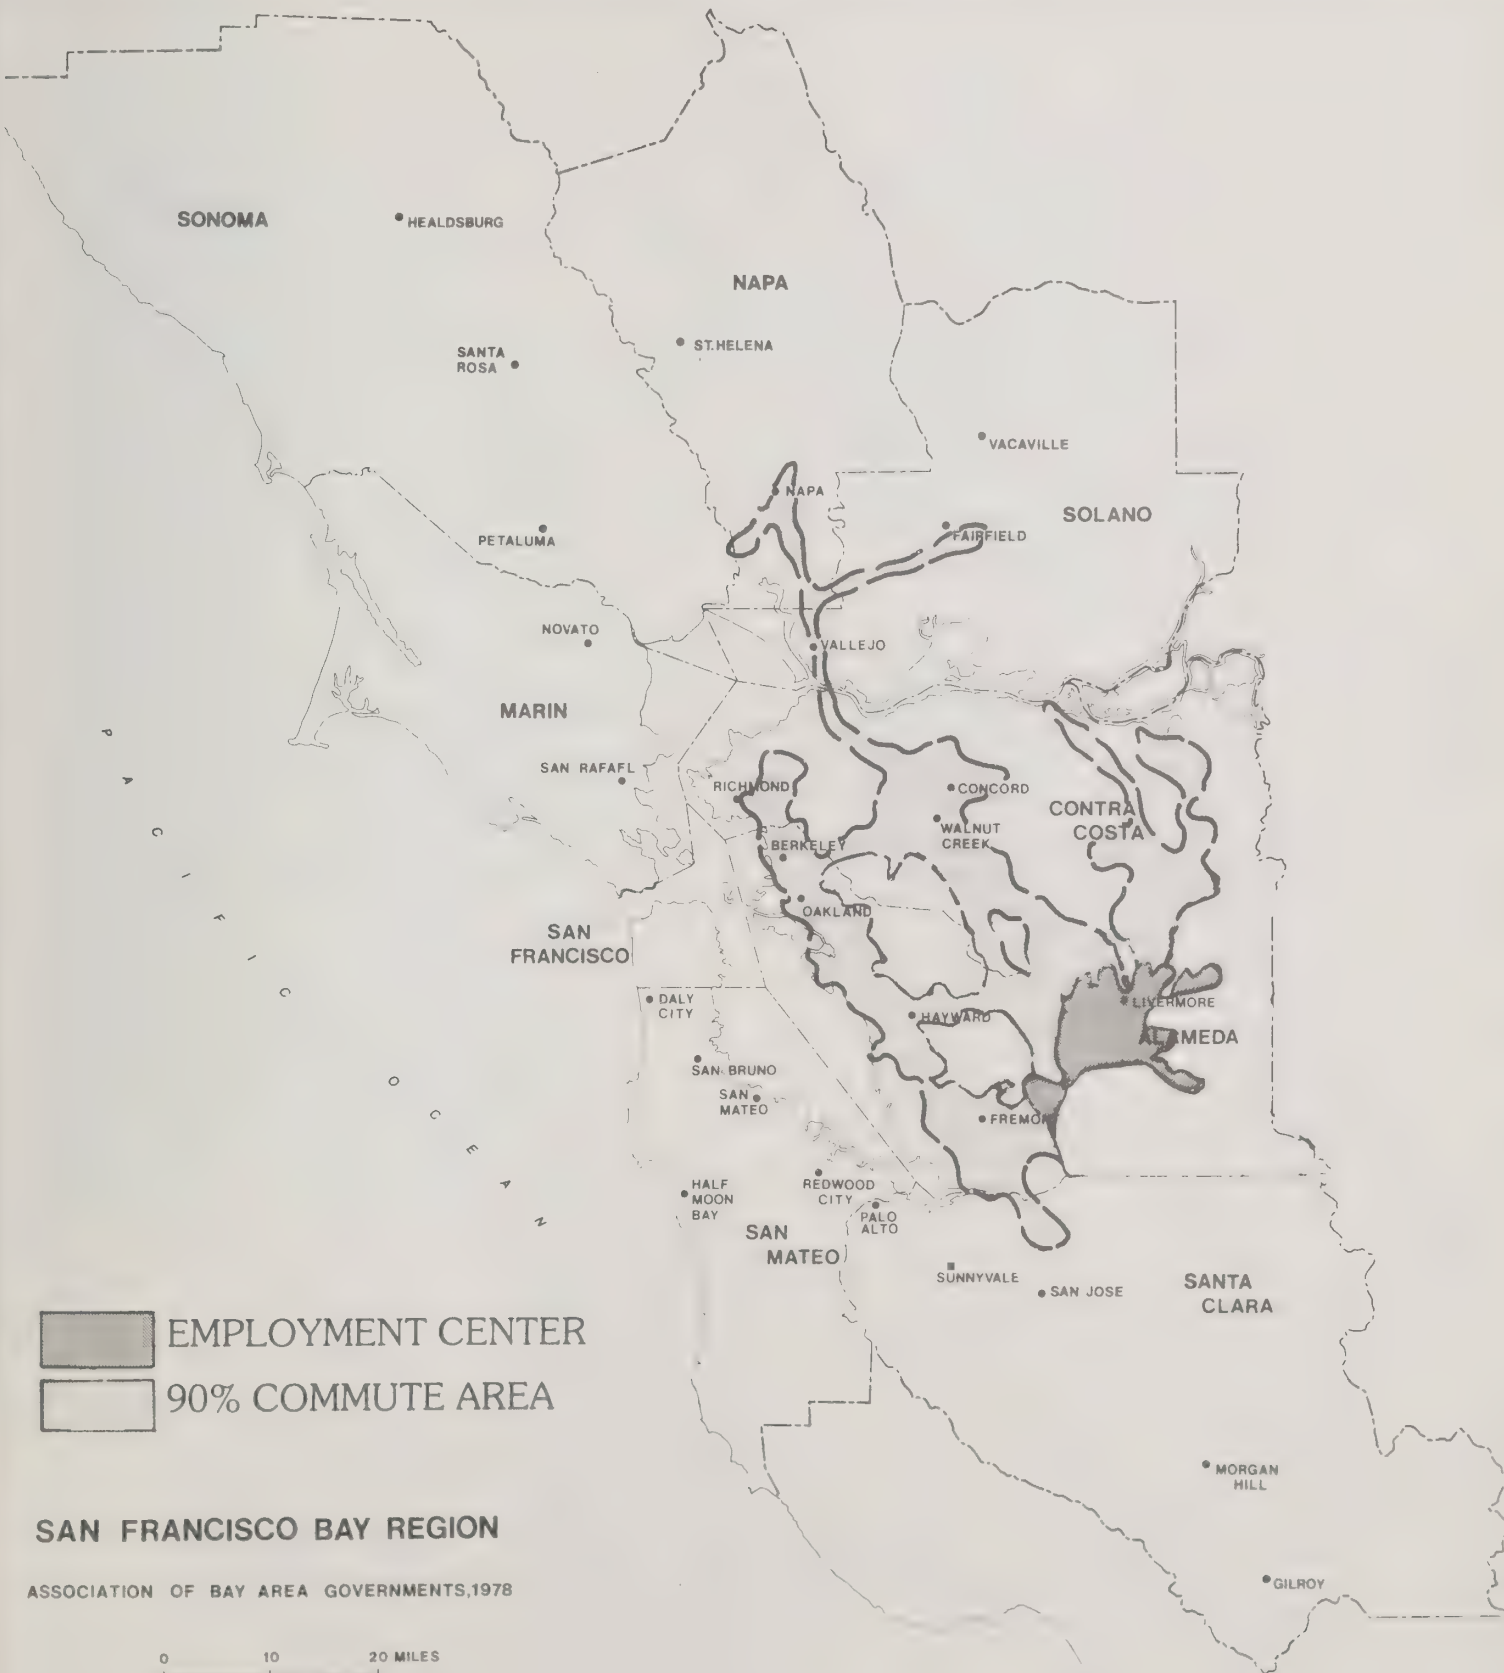 SONOMA
HEALDSBURG
NAPA
ST.HELENA
SANTA
ROSA
VACAVILLE
NAPA
SOLANO
PETALUMA
FAIRFIELD
NOVATO
VALLEJO
MARIN
SAN RAFAEL
RICHMOND
CONCORD
CONTRA
COSTA
WALNUT
CREEK
BERKELEY
OAKLAND
SAN
FRANCISCO
DALY
CITY
LIVERMORE
HAYWARD
ALAMEDA
SAN BRUNO
SAN
MATEO
FREMONT
PACIFIC OCEAN
HALF
MOON
BAY
REDWOOD
CITY
PALO
ALTO
SAN
MATEO
SUNNYVALE
SAN JOSE
SANTA
CLARA
EMPLOYMENT CENTER
90% COMMUTE AREA
MORGAN
HILL
SAN FRANCISCO BAY REGION
ASSOCIATION OF BAY AREA GOVERNMENTS,1978
GILROY
0 10 20 MILES